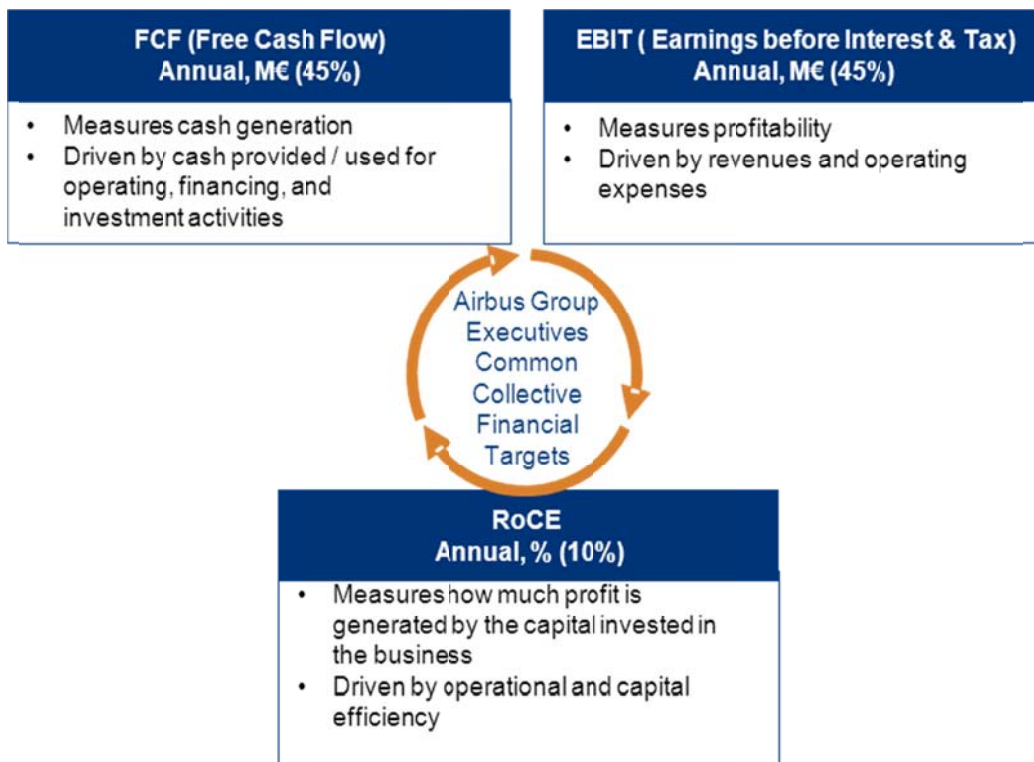 FCF (Free Cash Flow)
Annual, M€ (45%)
• Measures cash generation
• Driven by cash provided / used for
operating, financing, and
investment activities
EBIT ( Earnings before Interest & Tax)
Annual, M€ (45%)
• Measures profitability
• Driven by revenues and operating
expenses
Airbus Group
Executives
Common
Collective
Financial
Targets
RoCE
Annual, % (10%)
• Measures how much profit is
generated by the capital invested in
the business
• Driven by operational and capital
efficiency